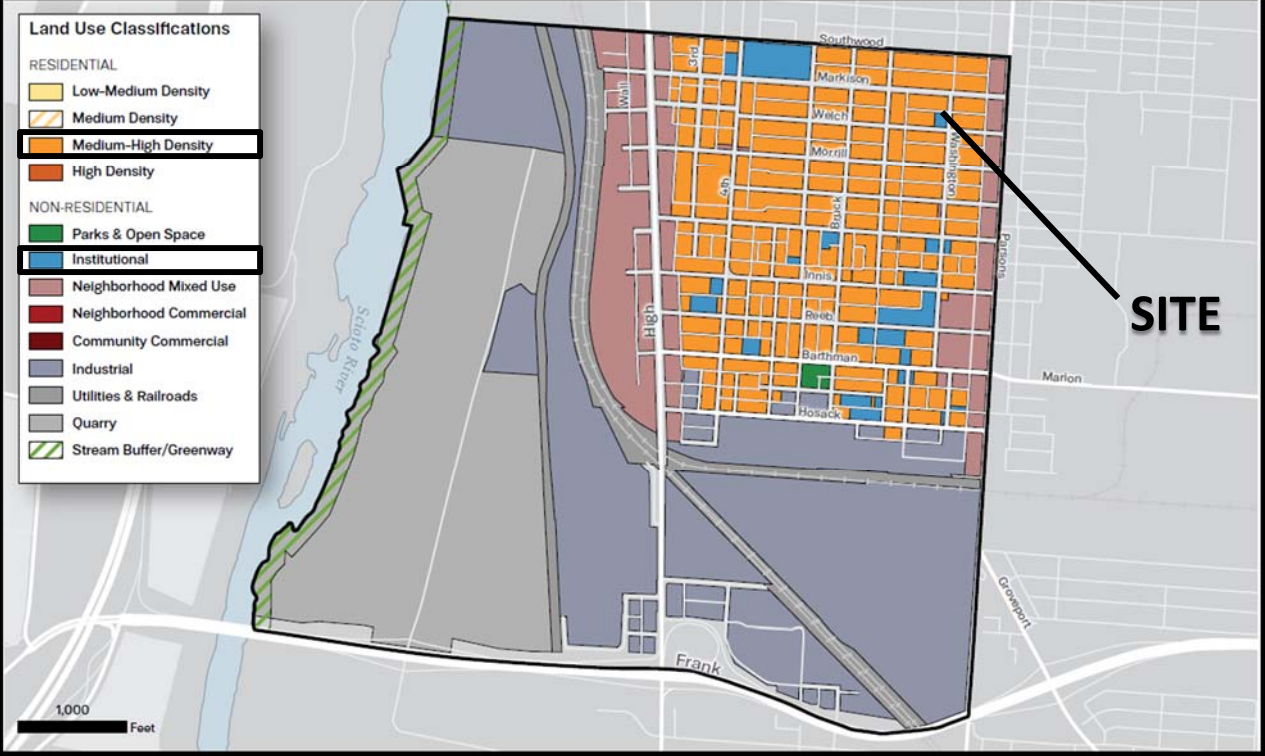 Land Use Classifications
RESIDENTIAL
Low-Medium Density
Medium Density
Medium-High Density
High Density
NON-RESIDENTIAL
Parks & Open Space
Institutional
Neighborhood Mixed Use
Neighborhood Commercial
Community Commercial
Industrial
Utilities & Railroads
Quarry
Stream Buffer/Greenway
Southwood
3rd
Markison
Wall
Welch
Washington
Morrill
4th
Bruck
Parsons
Innis
SITE
High
Reeb
Scioto River
Barthman
Marion
Hosack
Groveport
Frank
1,000
Feet